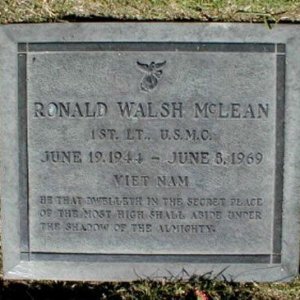 RONALD WALSH McLEAN
1ST. LT., U.S.M.C.
JUNE 19, 1944 – JUNE 8, 1969
VIET NAM
HE THAT DWELLETH IN THE SECRET PLACE
OF THE MOST HIGH SHALL ABIDE UNDER
THE SHADOW OF THE ALMIGHTY.